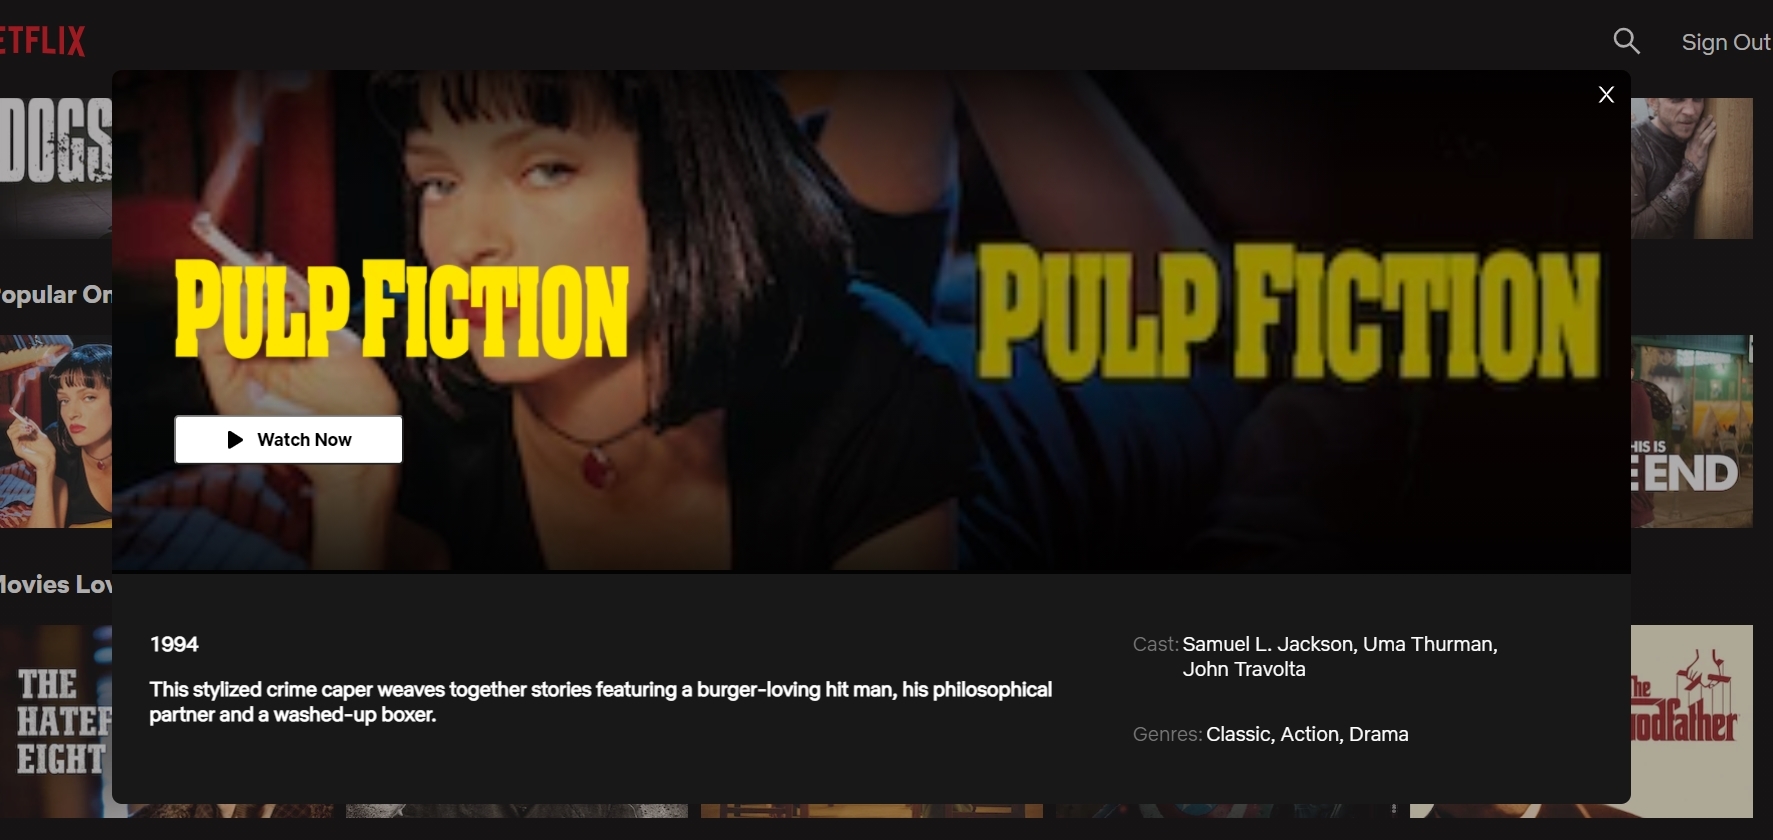 ETFLIX
Sign Out
DOGS
opular On
PULP FICTION
PULP FICTION
X
Watch Now
HIS IS
E END
Movies Lov
THE
HATEF
EIGHT
1994
This stylized crime caper weaves together stories featuring a burger-loving hit man, his philosophical
partner and a washed-up boxer.
Cast: Samuel L. Jackson, Uma Thurman,
John Travolta
Genres: Classic, Action, Drama
he
odfather